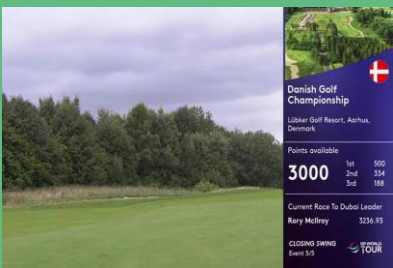 Danish Golf
Championship
Lübker Golf Resort, Aarhus,
Denmark
Points available
3000
1st 500
2nd 334
3rd 188
Current Race To Dubai Leader
Rory McIlroy 3236.93
CLOSING SWING
Event 5/5
DP WORLD
TOUR